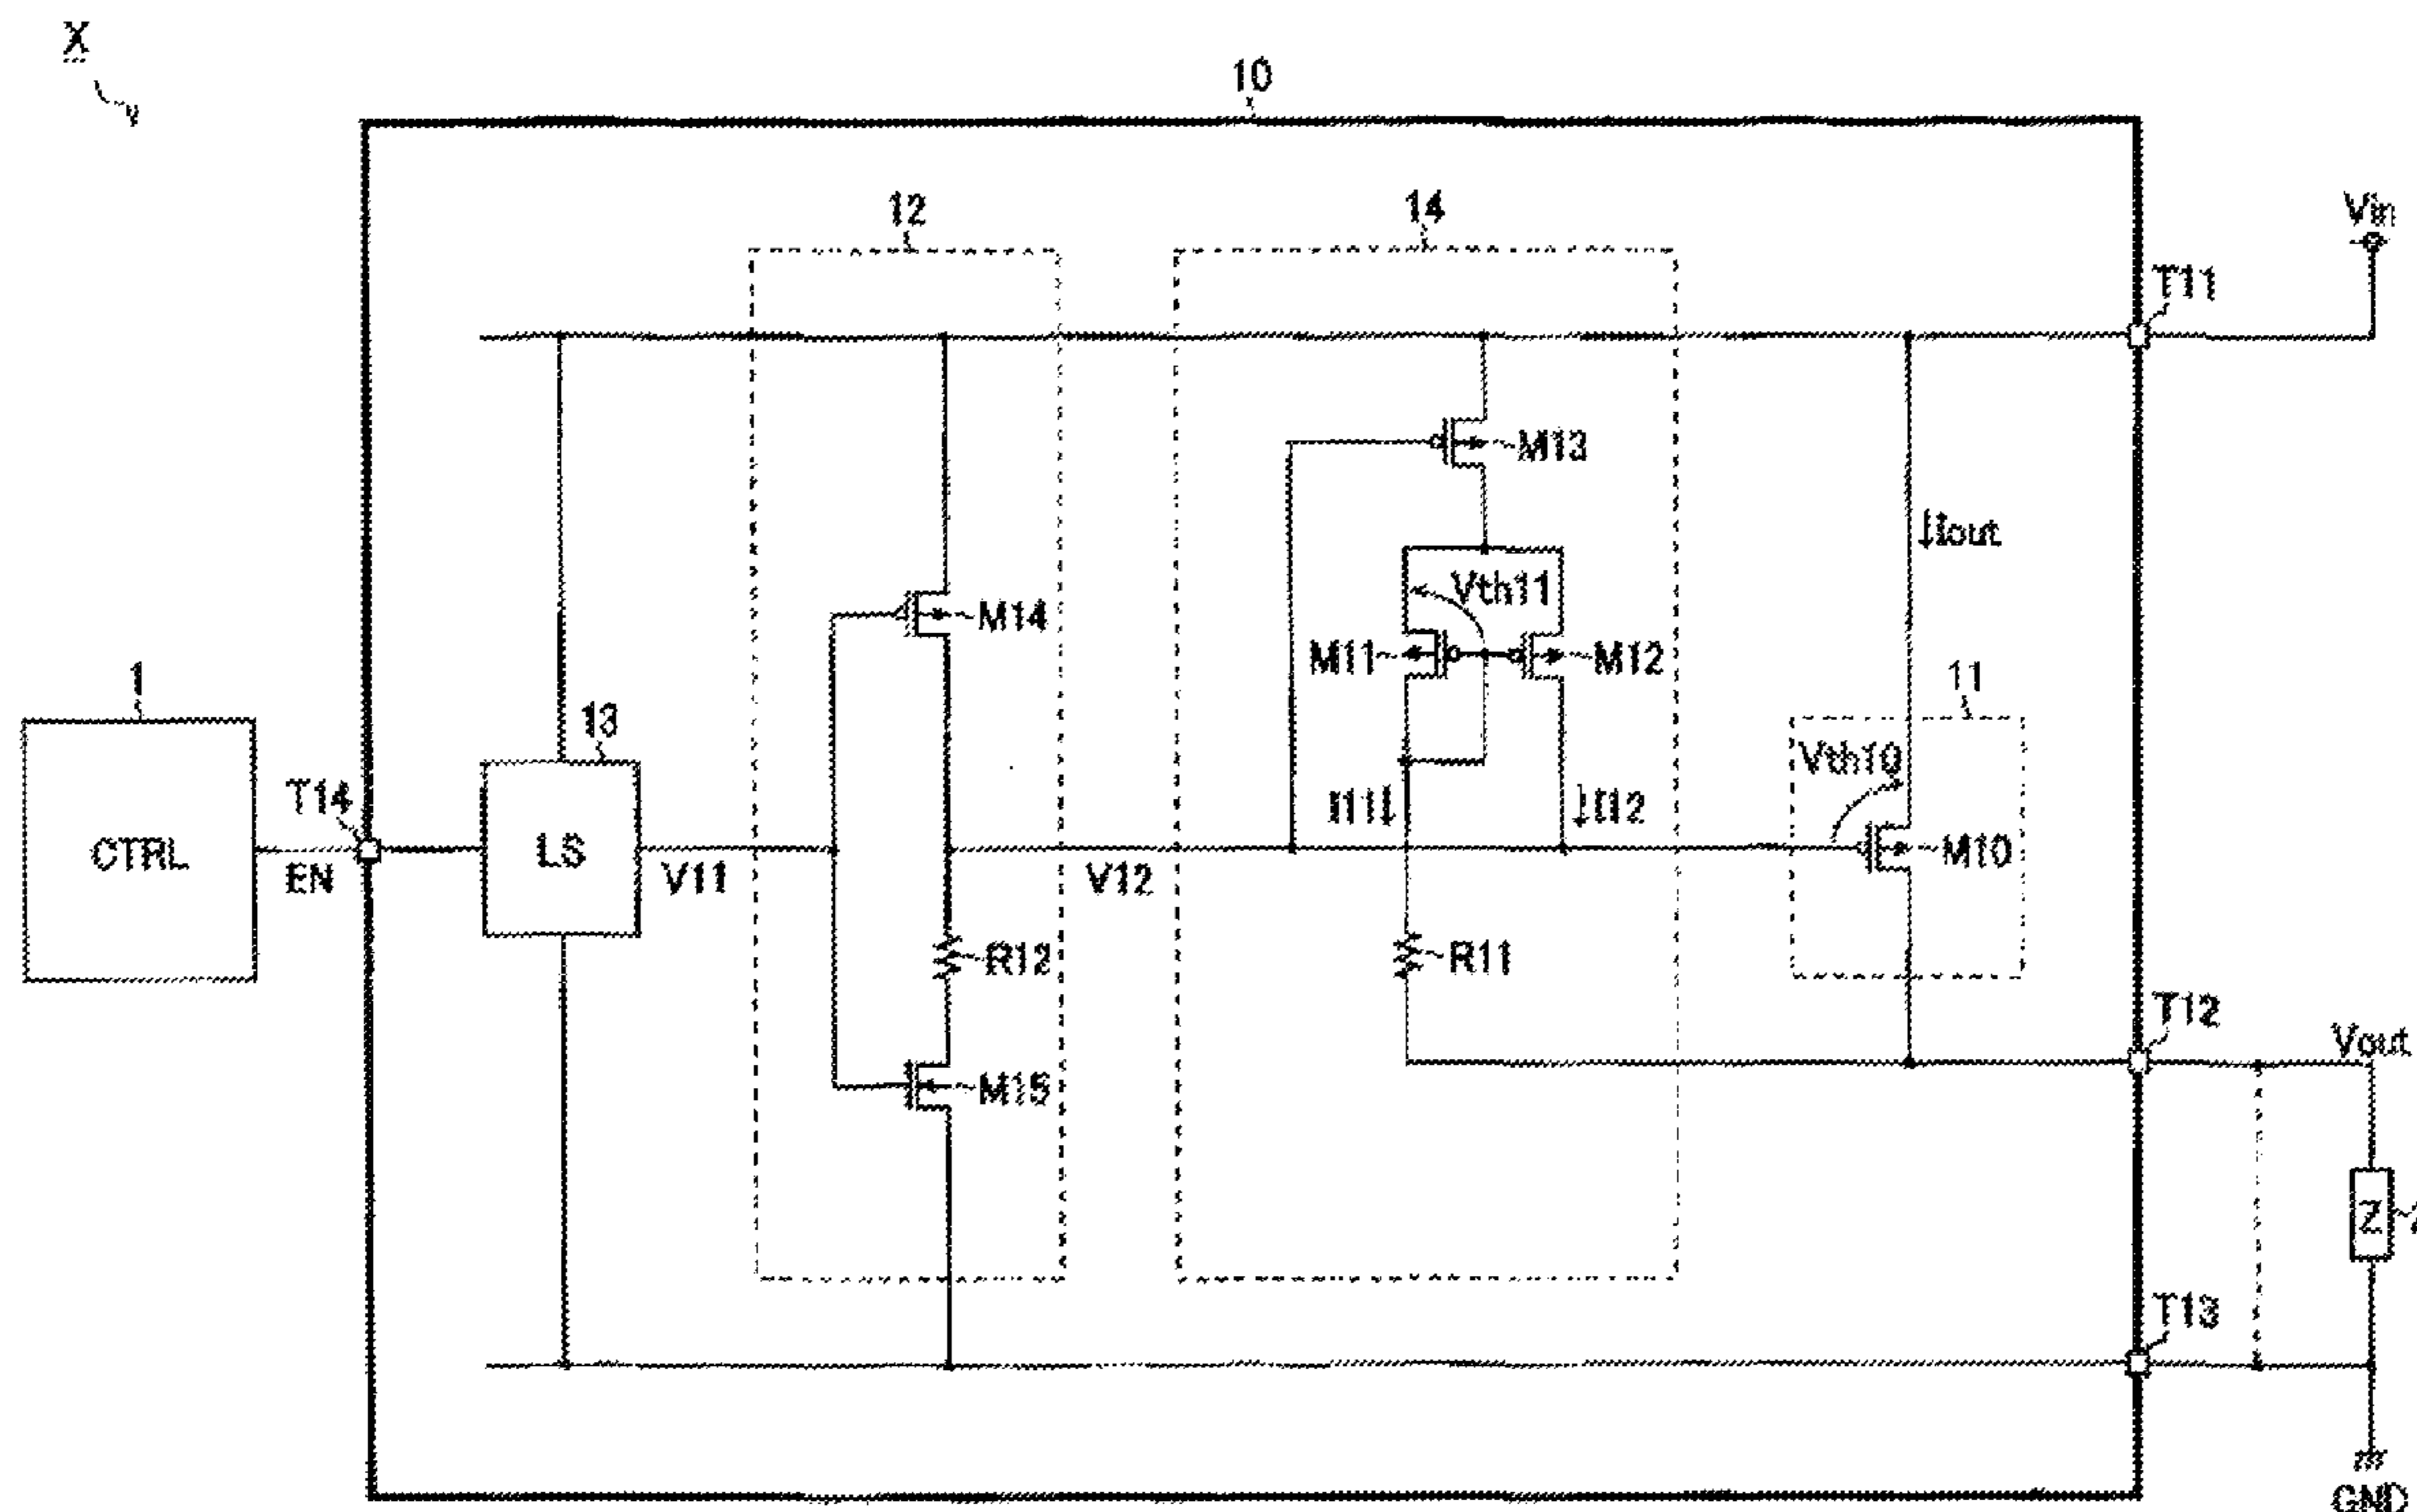 X
10
12
14
Vin
T11
M13
Iout
Vth11
M14
M11
M12
1
13
11
Vth10
T14
I11
I12
CTRL
LS
M10
EN
V11
V12
R12
R11
T12
Vout
M15
Z
T13
GND